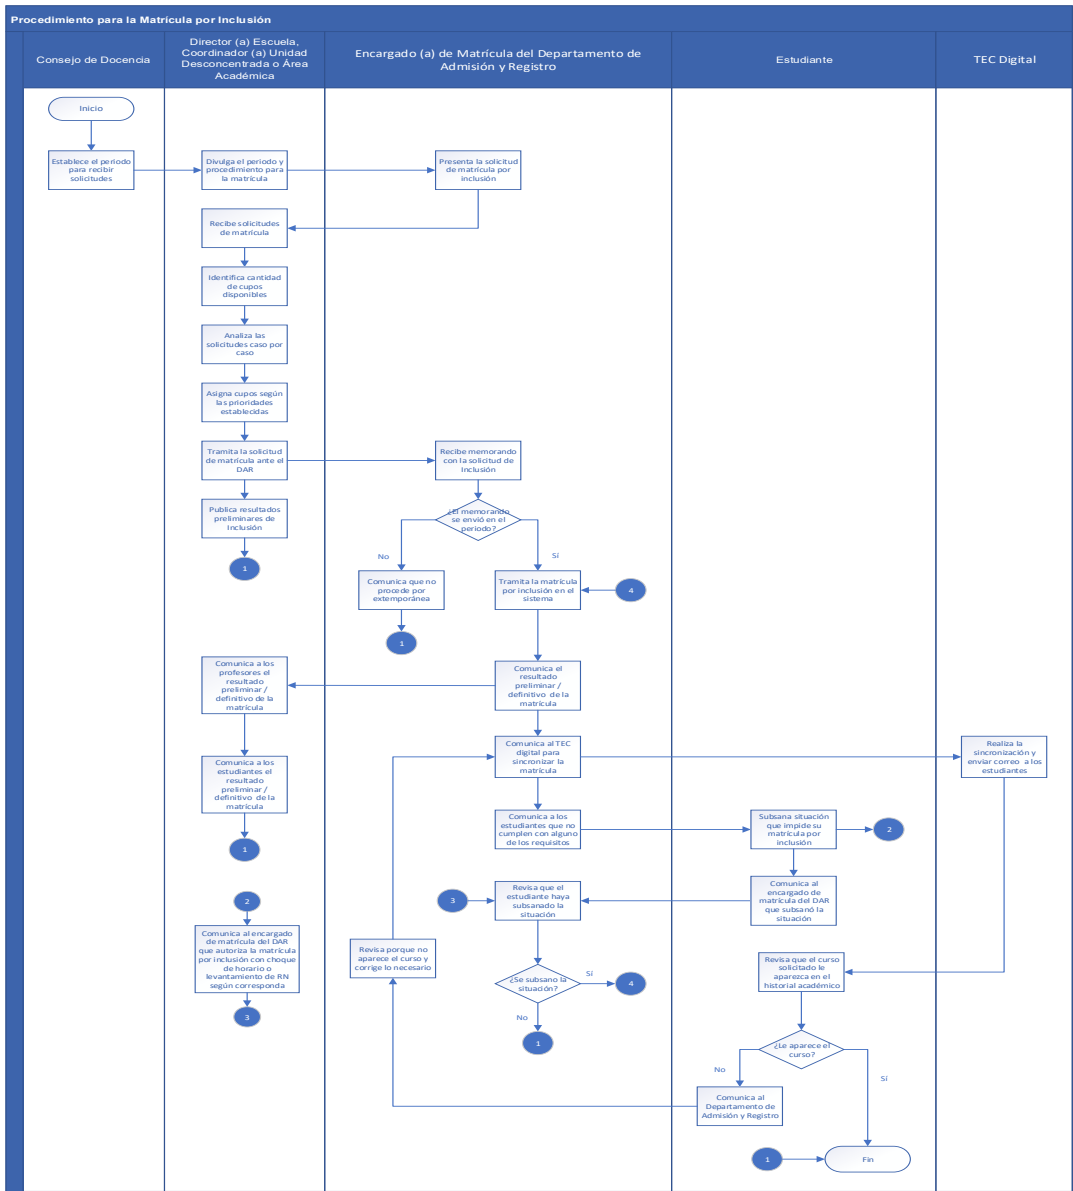 Procedimiento para la Matrícula por Inclusión
Consejo de Docencia
Director (a) Escuela,
Coordinador (a) Unidad
Desconcentrada o Área
Académica
Encargado (a) de Matrícula del Departamento de
Admisión y Registro
Estudiante
TEC Digital
Inicio
Establece el periodo
para recibir
solicitudes
Divulga el periodo y
procedimiento para
la matrícula
Presenta la solicitud
de matrícula por
inclusión
Recibe solicitudes
de matrícula
Identifica cantidad
de cupos
disponibles
Analiza las
solicitudes caso por
caso
Asigna cupos según
las prioridades
establecidas
Tramita la solicitud
de matrícula ante el
DAR
Recibe memorando
con la solicitud de
Inclusión
Publica resultados
preliminares de
Inclusión
¿El memorando
se envió en el
periodo?
No
Sí
1
Comunica que no
procede por
extemporánea
Tramita la matrícula
por inclusión en el
sistema
4
1
Comunica a los
profesores el
resultado
preliminar /
definitivo de la
matrícula
Comunica el
resultado
preliminar /
definitivo de la
matrícula
Comunica al TEC
digital para
sincronizar la
matrícula
Realiza la
sincronización y
enviar correo a los
estudiantes
Comunica a los
estudiantes el
resultado
preliminar /
definitivo de la
matrícula
Comunica a los
estudiantes que no
cumplen con alguno
de los requisitos
Subsana situación
que impide su
matrícula por
inclusión
2
1
2
3
Revisa que el
estudiante haya
subsanado la
situación
Comunica al
encargado de
matrícula del DAR
que subsanó la
situación
Comunica al encargado
de matrícula del DAR
que autoriza la matrícula
por inclusión con choque
de horario o
levantamiento de RN
según corresponda
Revisa porque no
aparece el curso y
corrige lo necesario
Revisa que el curso
solicitado le
aparezca en el
historial académico
¿Se subsano la
situación?
Sí
4
No
3
1
¿Le aparece el
curso?
No
Sí
Comunica al
Departamento de
Admisión y Registro
1
Fin